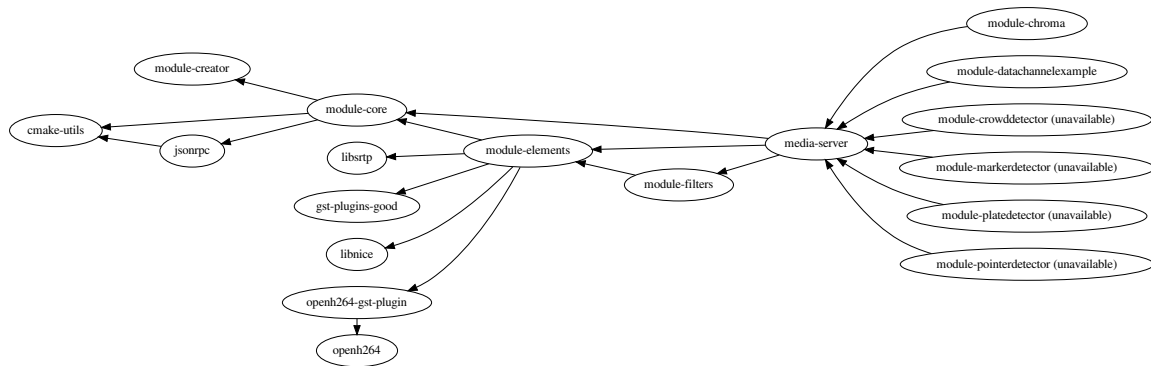 module-chroma
module-creator
module-datachannelexample
module-core
module-crowddetector (unavailable)
cmake-utils
media-server
jsonrpc
module-elements
libsrtp
module-markerdetector (unavailable)
module-filters
gst-plugins-good
module-platedetector (unavailable)
libnice
module-pointerdetector (unavailable)
openh264-gst-plugin
openh264